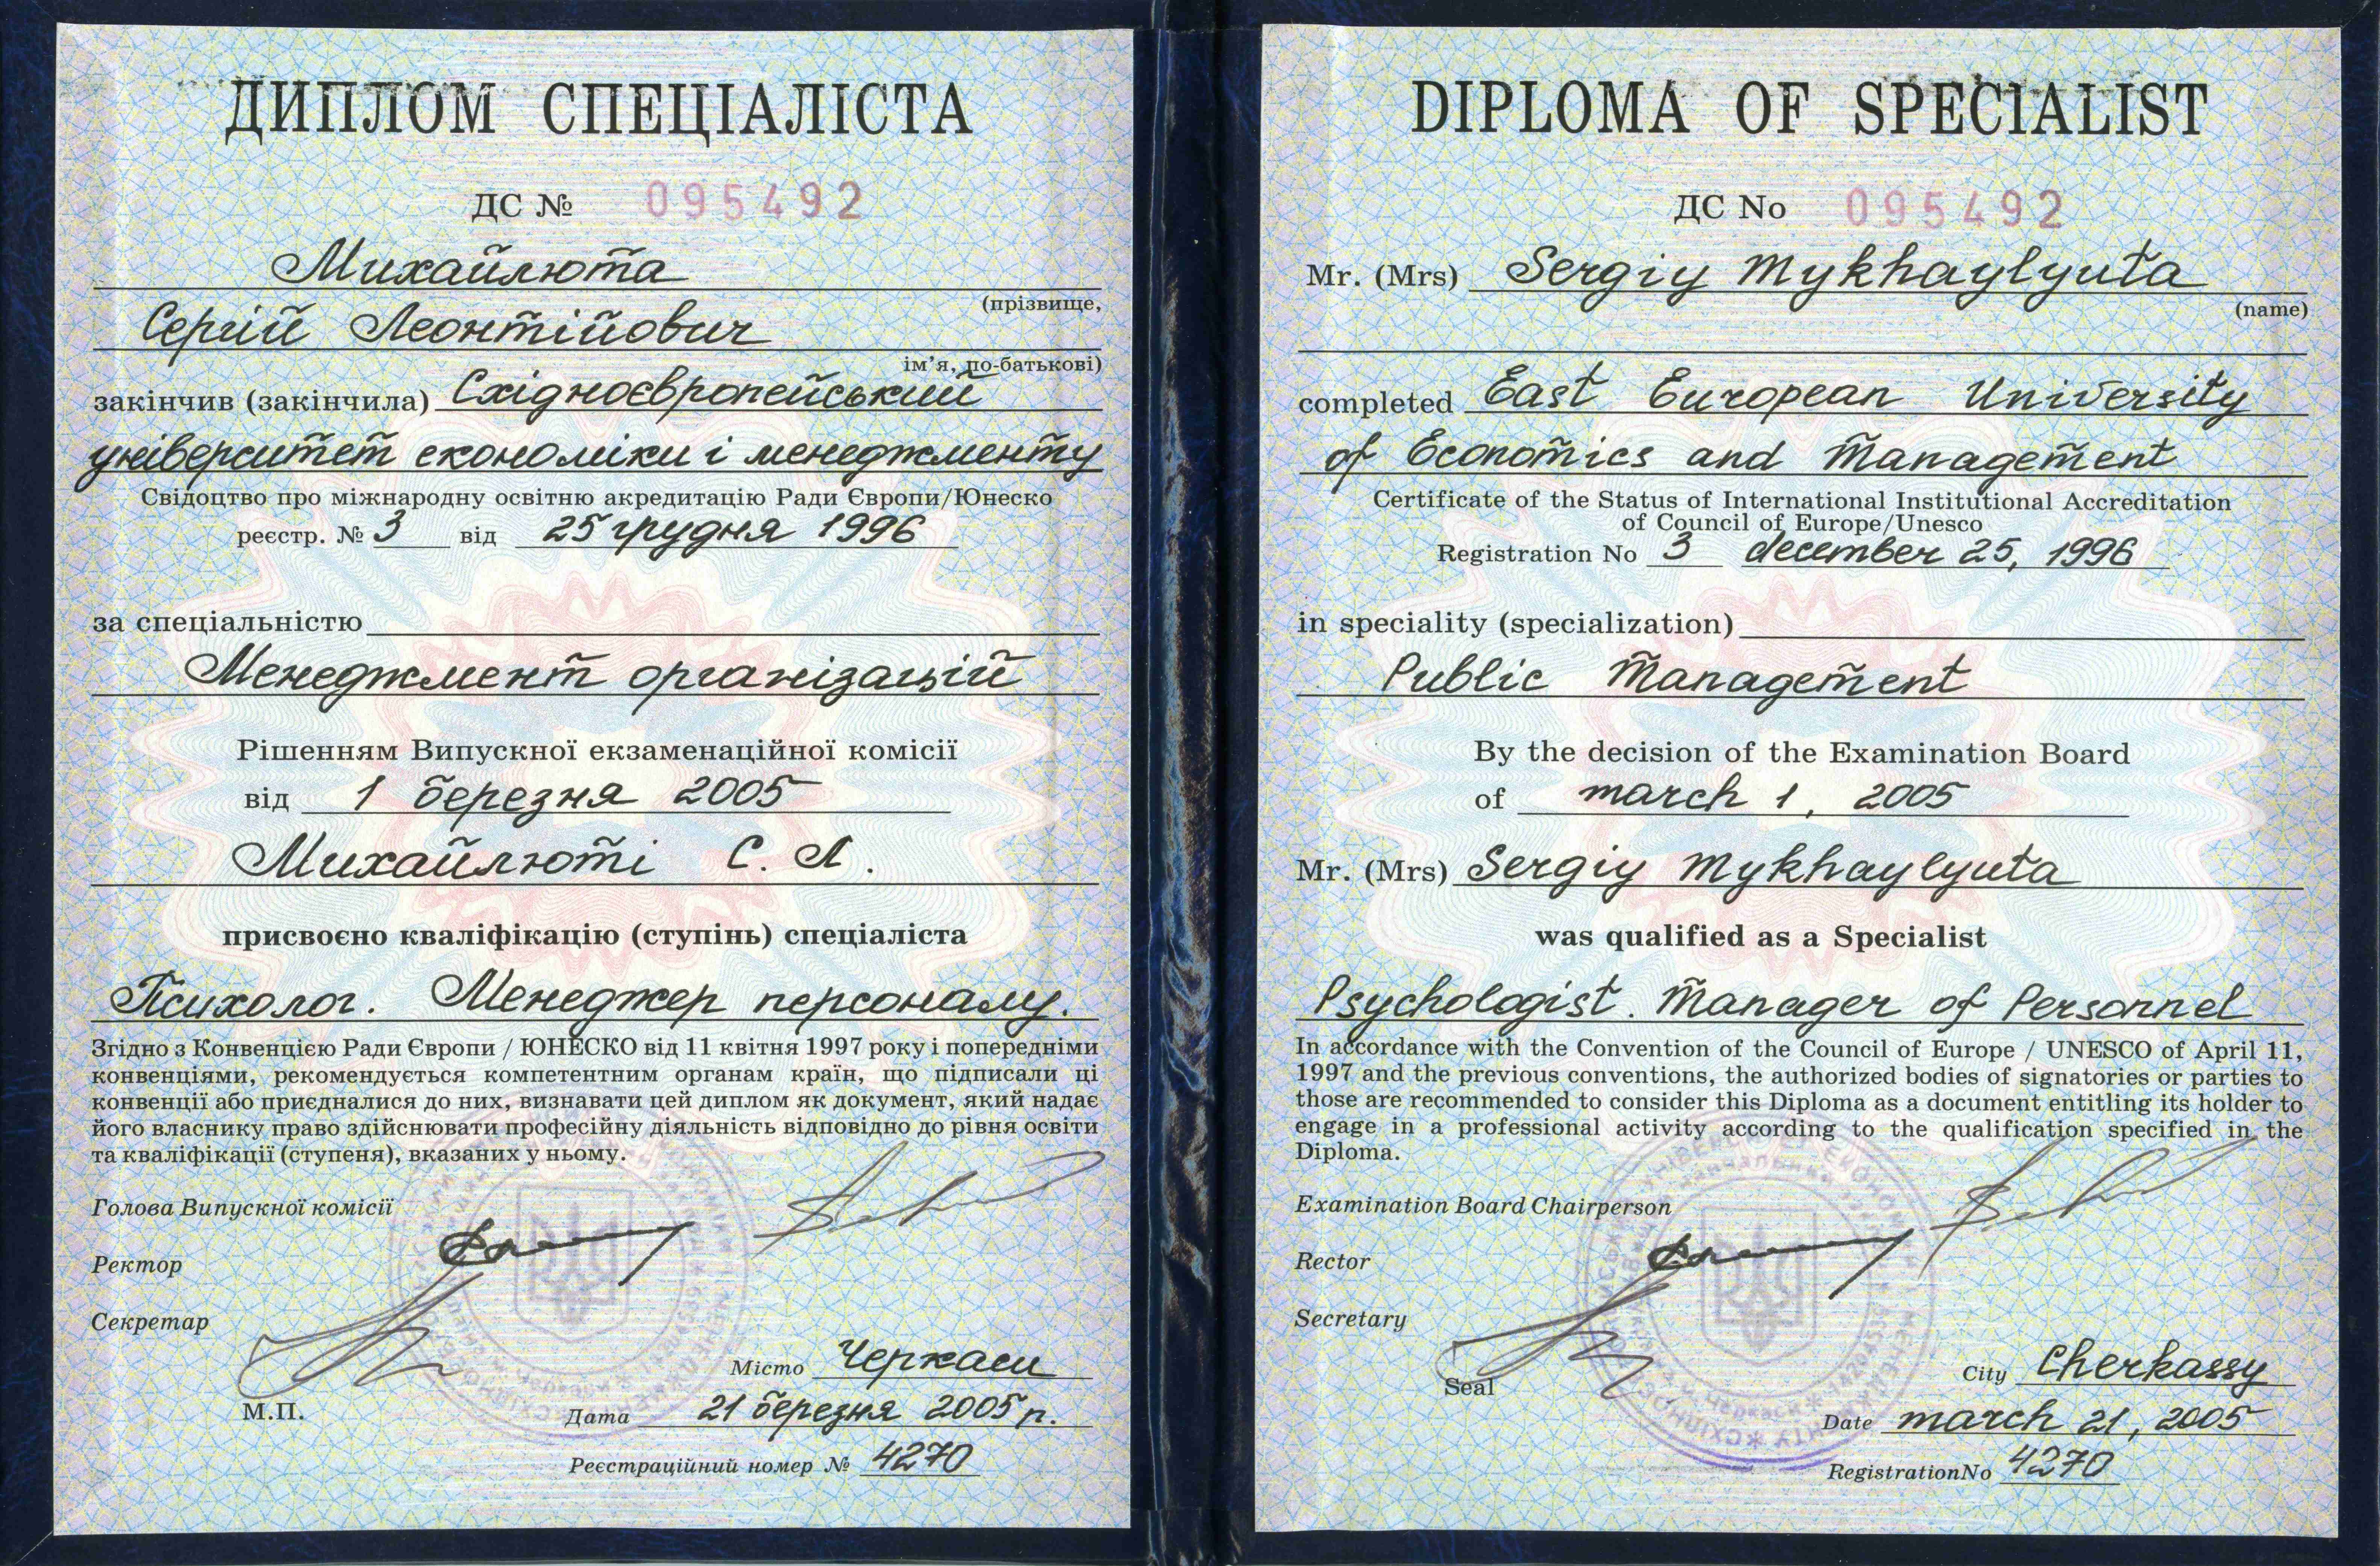 ДИПЛОМ СПЕЦІАЛІСТА
ДС № 095492
Михайлюта
(прізвище,
Сергій Леонтійович
ім'я, по-батькові)
закінчив (закінчила) Східноєвропейський
університет економіки і менеджменту
Свідоцтво про міжнародну освітню акредитацію Ради Європи/Юнеско
реєстр. № 3 від 25 грудня 1996
за спеціальністю
Менеджмент організацій
Рішенням Випускної екзаменаційної комісії
від 1 березня 2005
Михайлюті С. Л.
присвоєно кваліфікацію (ступінь) спеціаліста
Психолог. Менеджер персоналу.
Згідно з Конвенцією Ради Європи / ЮНЕСКО від 11 квітня 1997 року і попередніми
конвенціями, рекомендується компетентним органам країн, що підписали ці
конвенції або приєдналися до них, визнавати цей диплом як документ, який надає
його власнику право здійснювати професійну діяльність відповідно до рівня освіти
та кваліфікації (ступеня), вказаних у ньому.
Голова Випускної комісії
Ректор
Секретар
Місто Черкаси
М.П.
Дата 21 березня 2005 р.
Реєстраційний номер № 4270
DIPLOMA OF SPECIALIST
ДС No 095492
Mr. (Mrs) Sergiy Mykhaylyuta
(name)
completed East European University
of Economics and Management
Certificate of the Status of International Institutional Accreditation
of Council of Europe/Unesco
Registration No 3 december 25, 1996
in speciality (specialization)
Public Management
By the decision of the Examination Board
of march 1, 2005
Mr. (Mrs) Sergiy Mykhaylyuta
was qualified as a Specialist
Psychologist. Manager of Personnel
In accordance with the Convention of the Council of Europe / UNESCO of April 11,
1997 and the previous conventions, the authorized bodies of signatories or parties to
those are recommended to consider this Diploma as a document entitling its holder to
engage in a professional activity according to the qualification specified in the
Diploma.
Examination Board Chairperson
Rector
Secretary
City Cherkassy
Seal
Date march 21, 2005
RegistrationNo 4270